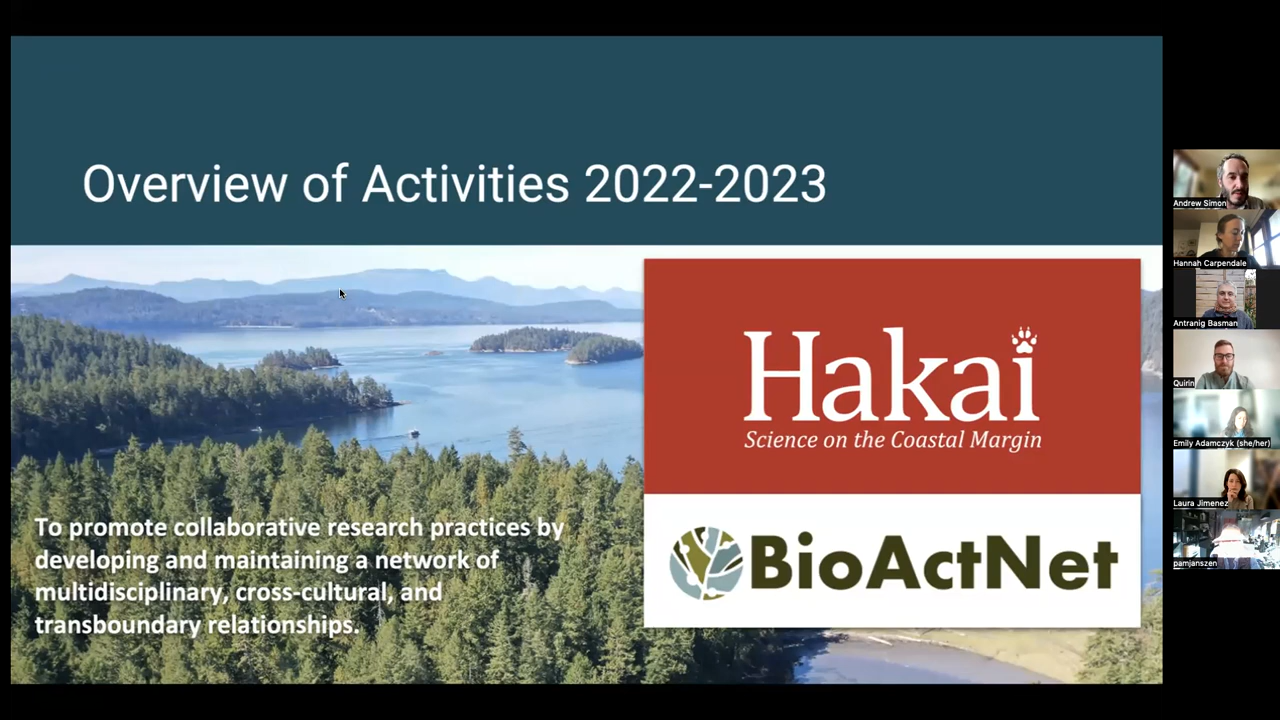 Overview of Activities 2022-2023
Hakai
Science on the Coastal Margin
BioActNet
To promote collaborative research practices by
developing and maintaining a network of
multidisciplinary, cross-cultural, and
transboundary relationships.
Andrew Simon
Hannah Carpendale
Antranig Basman
Quirin
Emily Adamczyk (she/her)
Laura Jimenez
pamjanszen